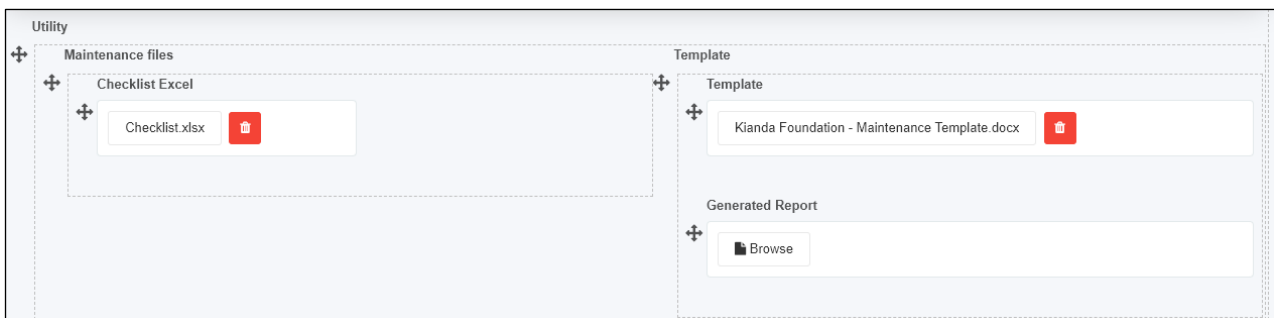 Utility
Maintenance files
Template
Checklist Excel
Template
Checklist.xlsx
Kianda Foundation - Maintenance Template.docx
Generated Report
Browse